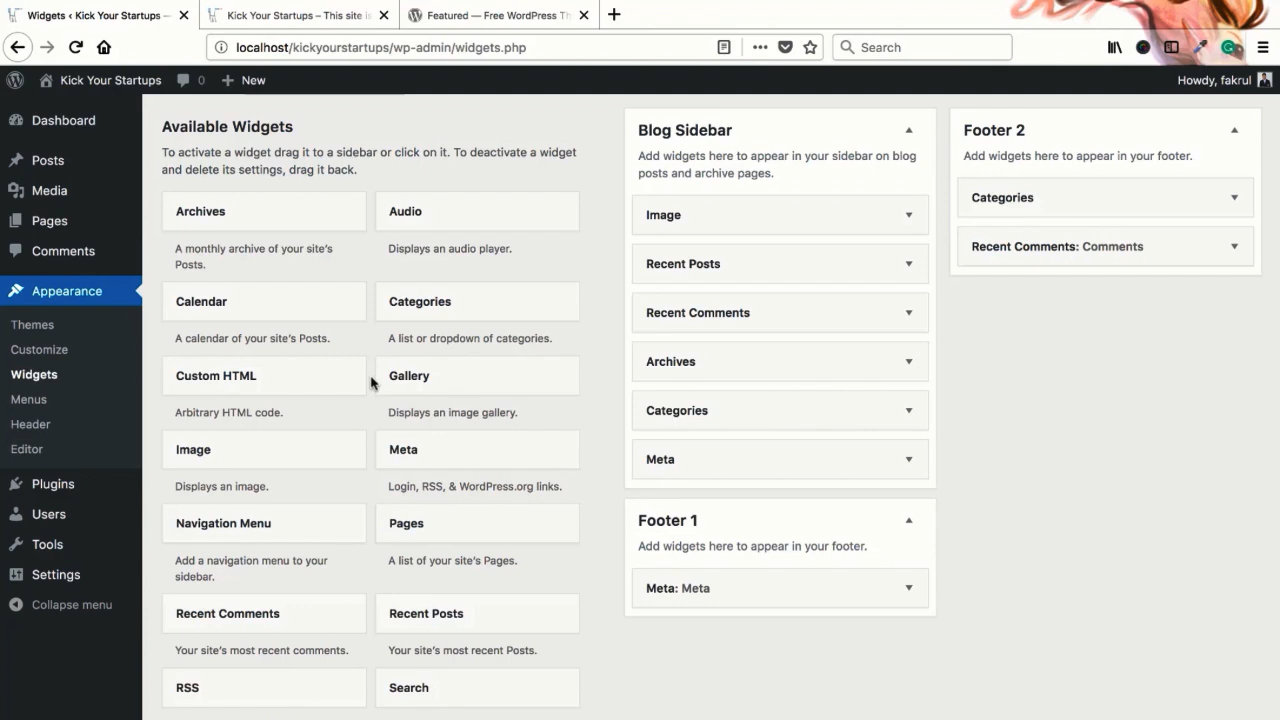 Widgets ‹ Kick Your Startups —
Kick Your Startups – This site is
Featured — Free WordPress Th
localhost/kickyourstartups/wp-admin/widgets.php
Search
Kick Your Startups
0
New
Howdy, fakrul
Dashboard
Posts
Media
Pages
Comments
Appearance
Themes
Customize
Widgets
Menus
Header
Editor
Plugins
Users
Tools
Settings
Collapse menu
Available Widgets
To activate a widget drag it to a sidebar or click on it. To deactivate a widget
and delete its settings, drag it back.
Archives
A monthly archive of your site's
Posts.
Audio
Displays an audio player.
Calendar
A calendar of your site's Posts.
Categories
A list or dropdown of categories.
Custom HTML
Arbitrary HTML code.
Gallery
Displays an image gallery.
Image
Displays an image.
Meta
Login, RSS, & WordPress.org links.
Navigation Menu
Add a navigation menu to your
sidebar.
Pages
A list of your site's Pages.
Recent Comments
Your site's most recent comments.
Recent Posts
Your site's most recent Posts.
RSS
Search
Blog Sidebar
Add widgets here to appear in your sidebar on blog
posts and archive pages.
Image
Recent Posts
Recent Comments
Archives
Categories
Meta
Footer 1
Add widgets here to appear in your footer.
Meta: Meta
Footer 2
Add widgets here to appear in your footer.
Categories
Recent Comments: Comments